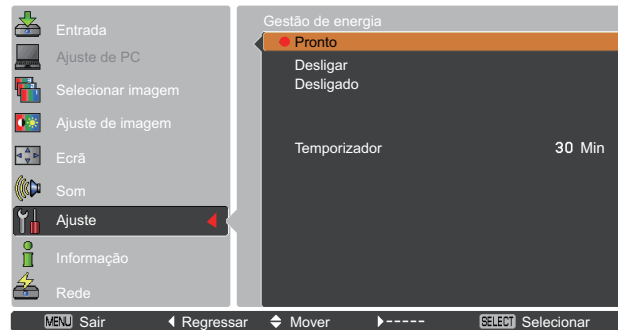 Entrada
Ajuste de PC
Selecionar imagem
Ajuste de imagem
Ecrã
Som
Ajuste
Informação
Rede
Gestão de energia
Pronto
Desligar
Desligado
Temporizador 30 Min
MENU Sair Regressar Mover ----- SELECT Selecionar